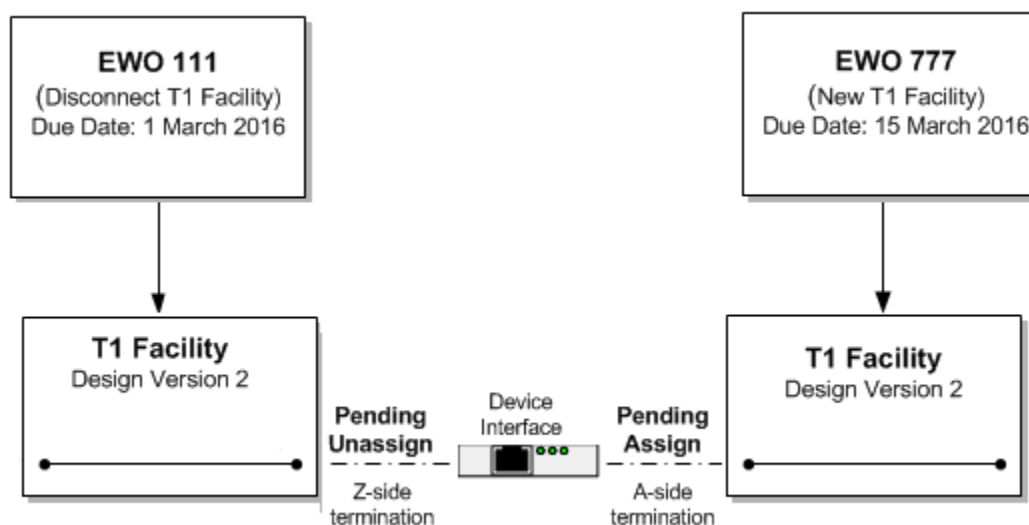 EWO 111
(Disconnect T1 Facility)
Due Date: 1 March 2016
EWO 777
(New T1 Facility)
Due Date: 15 March 2016
T1 Facility
Design Version 2
Pending
Unassign
Z-side
termination
Device
Interface
Pending
Assign
A-side
termination
T1 Facility
Design Version 2